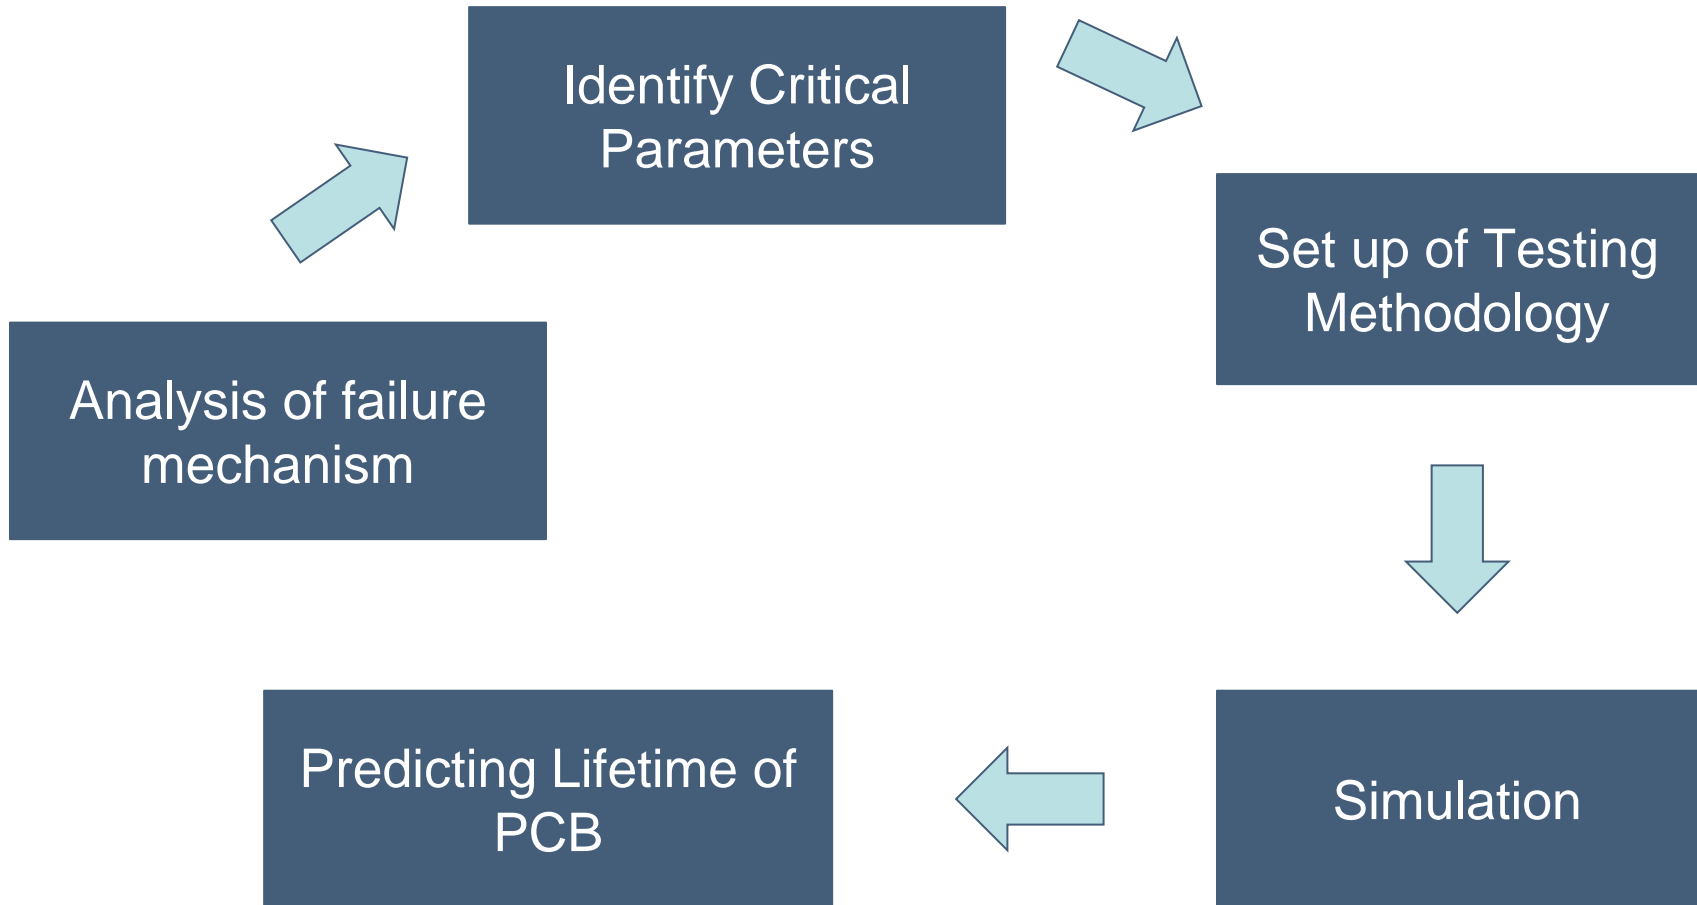 Identify Critical
Parameters
Set up of Testing
Methodology
Analysis of failure
mechanism
Predicting Lifetime of
PCB
Simulation